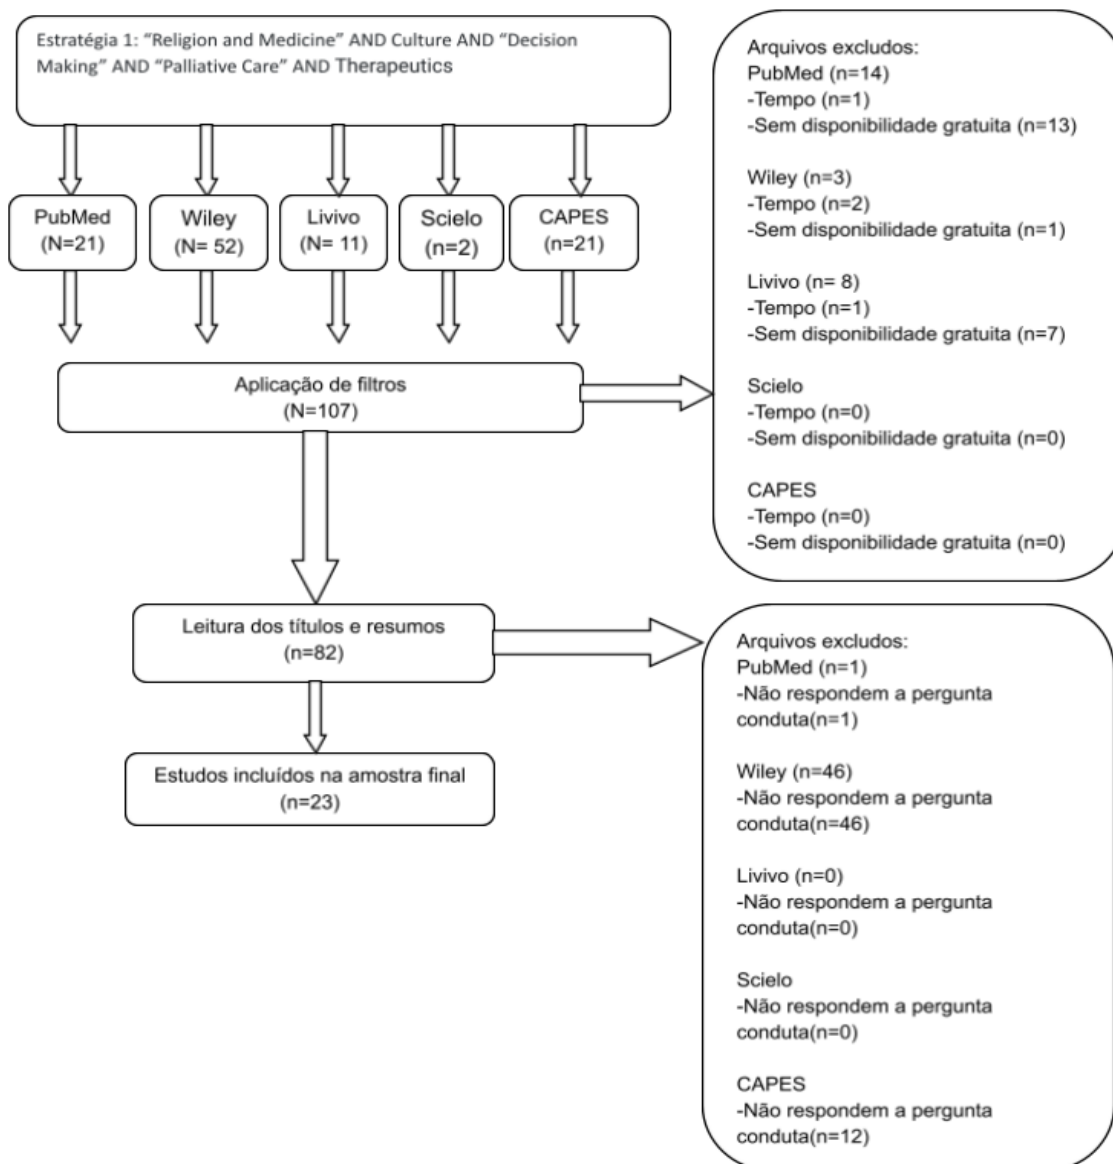 Estratégia 1: “Religion and Medicine” AND Culture AND “Decision
Making” AND “Palliative Care” AND Therapeutics
PubMed
(N=21)
Wiley
(N= 52)
Livivo
(N= 11)
Scielo
(n=2)
CAPES
(n=21)
Aplicação de filtros
(N=107)
Arquivos excludos:
PubMed (n=14)
-Tempo (n=1)
-Sem disponibilidade gratuita (n=13)
Wiley (n=3)
-Tempo (n=2)
-Sem disponibilidade gratuita (n=1)
Livivo (n= 8)
-Tempo (n=1)
-Sem disponibilidade gratuita (n=7)
Scielo
-Tempo (n=0)
-Sem disponibilidade gratuita (n=0)
CAPES
-Tempo (n=0)
-Sem disponibilidade gratuita (n=0)
Leitura dos títulos e resumos
(n=82)
Arquivos excludos:
PubMed (n=1)
-Não respondem a pergunta
conduta(n=1)
Wiley (n=46)
-Não respondem a pergunta
conduta(n=46)
Livivo (n=0)
-Não respondem a pergunta
conduta(n=0)
Scielo
-Não respondem a pergunta
conduta(n=0)
CAPES
-Não respondem a pergunta
conduta(n=12)
Estudos incluídos na amostra final
(n=23)